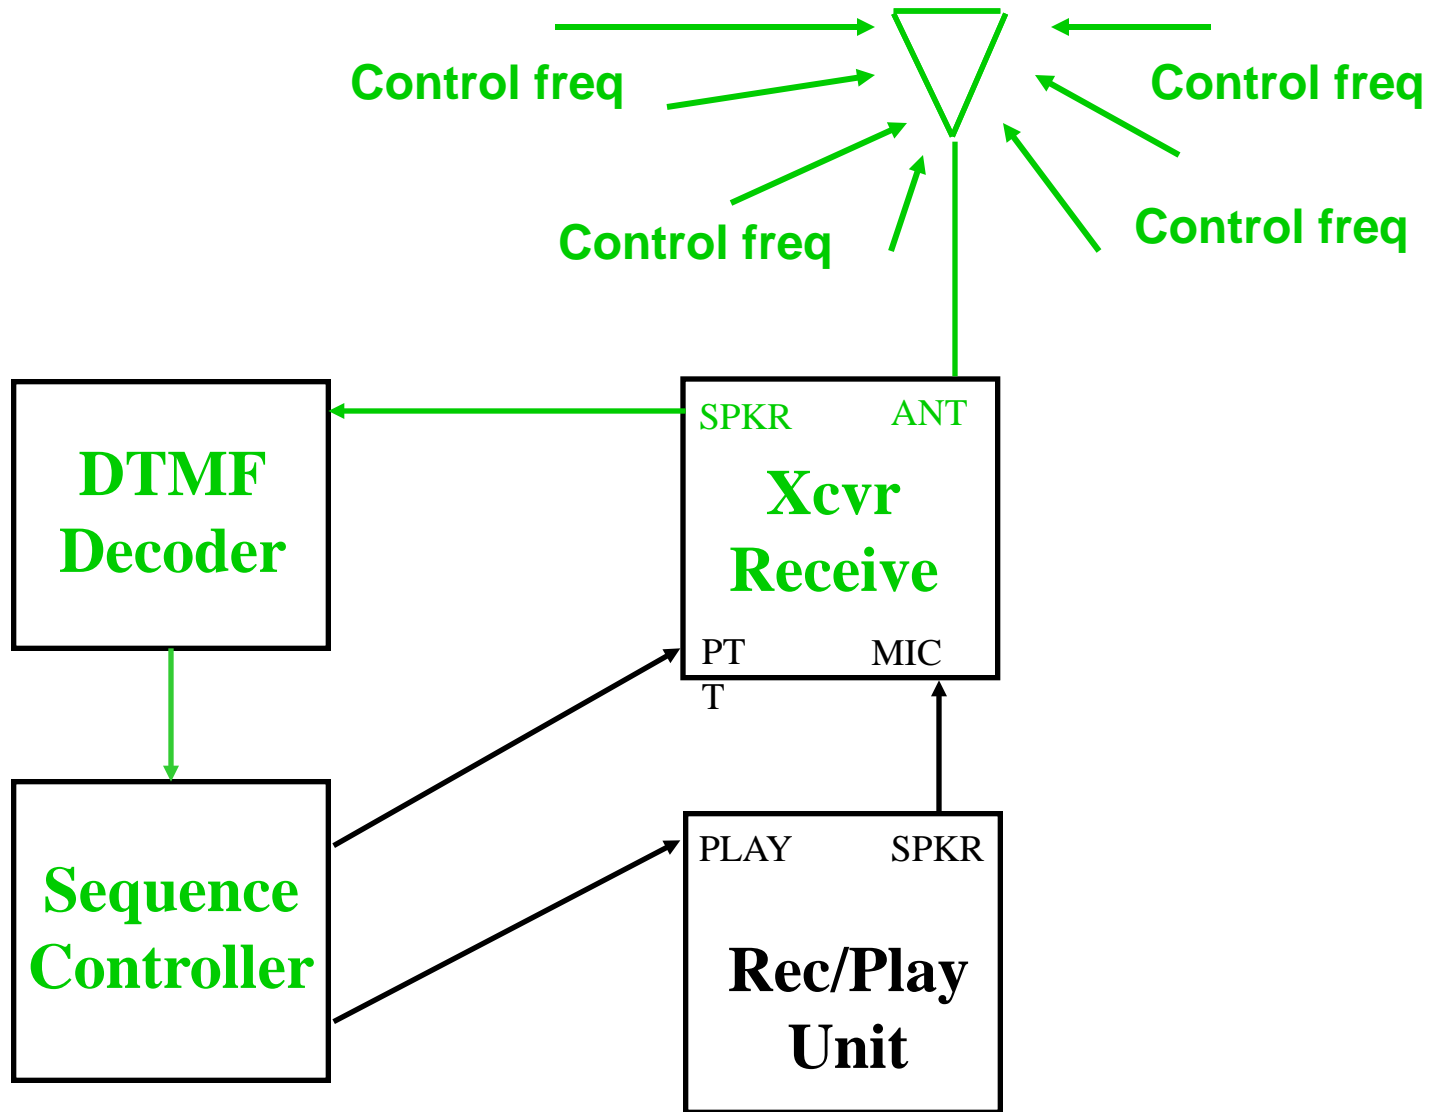 Control freq
Control freq
Control freq
Control freq
SPKR
ANT
DTMF
Decoder
Xcvr
Receive
PT
T
MIC
PLAY
SPKR
Sequence
Controller
Rec/Play
Unit